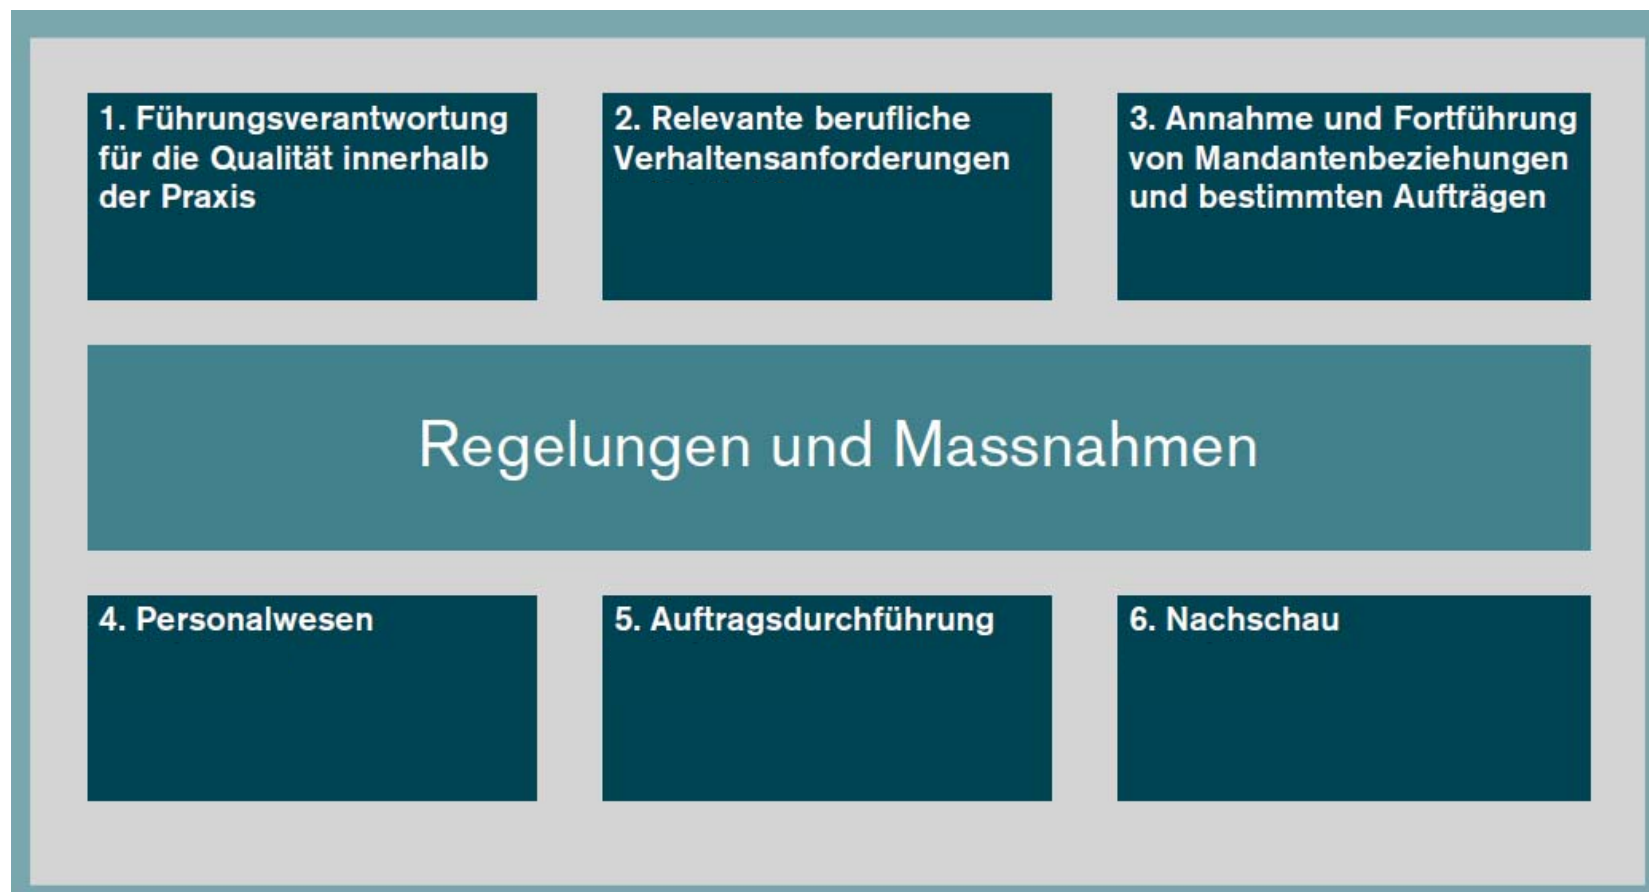 1. Führungsverantwortung
für die Qualität innerhalb
der Praxis
2. Relevante berufliche
Verhaltensanforderungen
3. Annahme und Fortführung
von Mandantenbeziehungen
und bestimmten Aufträgen
Regelungen und Massnahmen
4. Personalwesen
5. Auftragsdurchführung
6. Nachschau